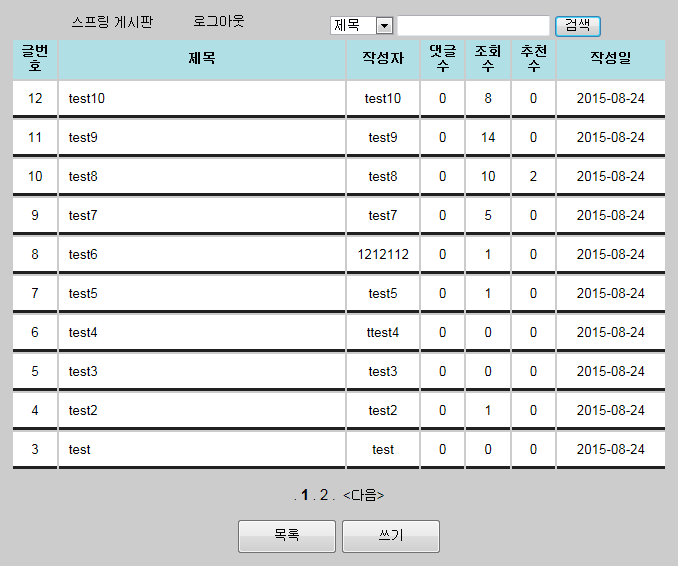 스프링 게시판 로그아웃 제목 검색
글번호 제목 작성자 댓글수 조회수 추천수 작성일
12 test10 test10 0 8 0 2015-08-24
11 test9 test9 0 14 0 2015-08-24
10 test8 test8 0 10 2 2015-08-24
9 test7 test7 0 5 0 2015-08-24
8 test6 1212112 0 1 0 2015-08-24
7 test5 test5 0 1 0 2015-08-24
6 test4 ttest4 0 0 0 2015-08-24
5 test3 test3 0 0 0 2015-08-24
4 test2 test2 0 1 0 2015-08-24
3 test test 0 0 0 2015-08-24
. 1 . 2 . <다음>
목록 쓰기